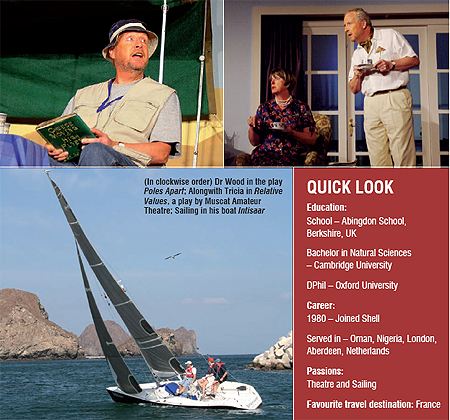 (In clockwise order) Dr Wood in the play
Poles Apart; Alongwith Tricia in Relative
Values, a play by Muscat Amateur
Theatre; Sailing in his boat Intisaar
QUICK LOOK
Education:
School – Abingdon School,
Berkshire, UK
Bachelor in Natural Sciences
– Cambridge University
DPhil – Oxford University
Career:
1980 – Joined Shell
Served in – Oman, Nigeria, London,
Aberdeen, Netherlands
Passions:
Theatre and Sailing
Favourite travel destination: France